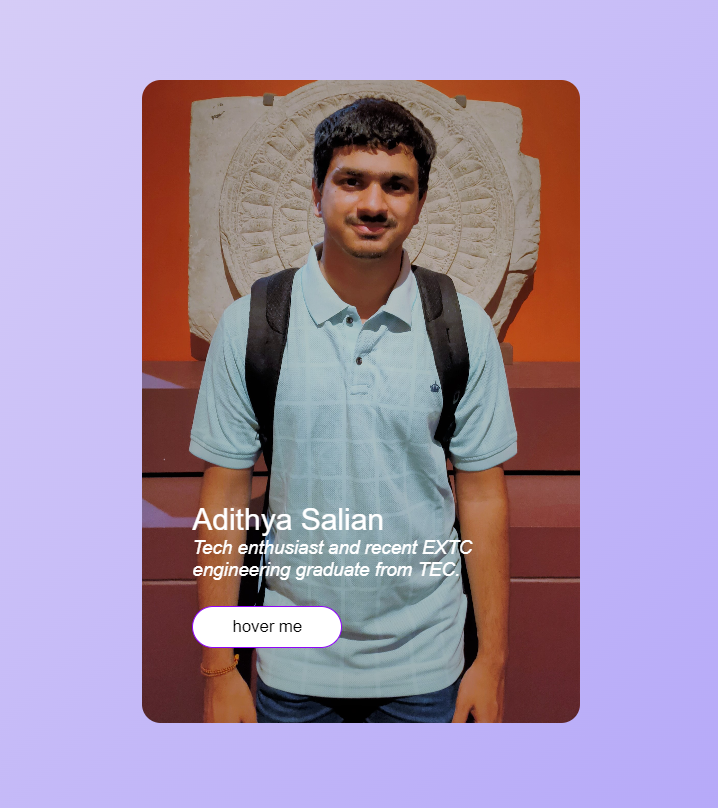 Adithya Salian
Tech enthusiast and recent EXTC
engineering graduate from TEC.
hover me